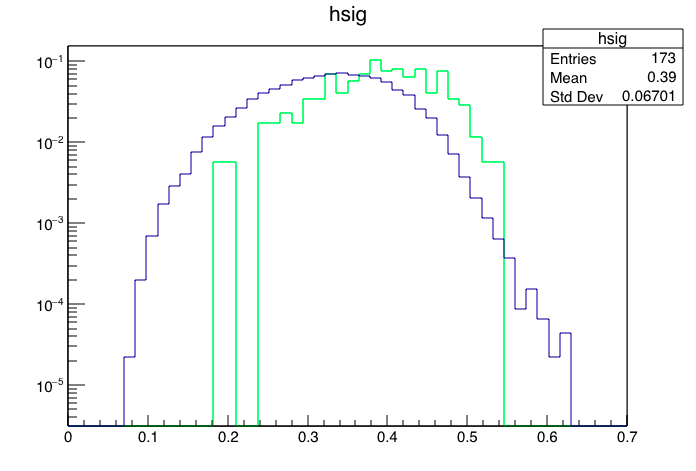 hsig
hsig
Entries 173
Mean 0.39
Std Dev 0.06701
10⁻¹
10⁻²
10⁻³
10⁻⁴
10⁻⁵
0 0.1 0.2 0.3 0.4 0.5 0.6 0.7